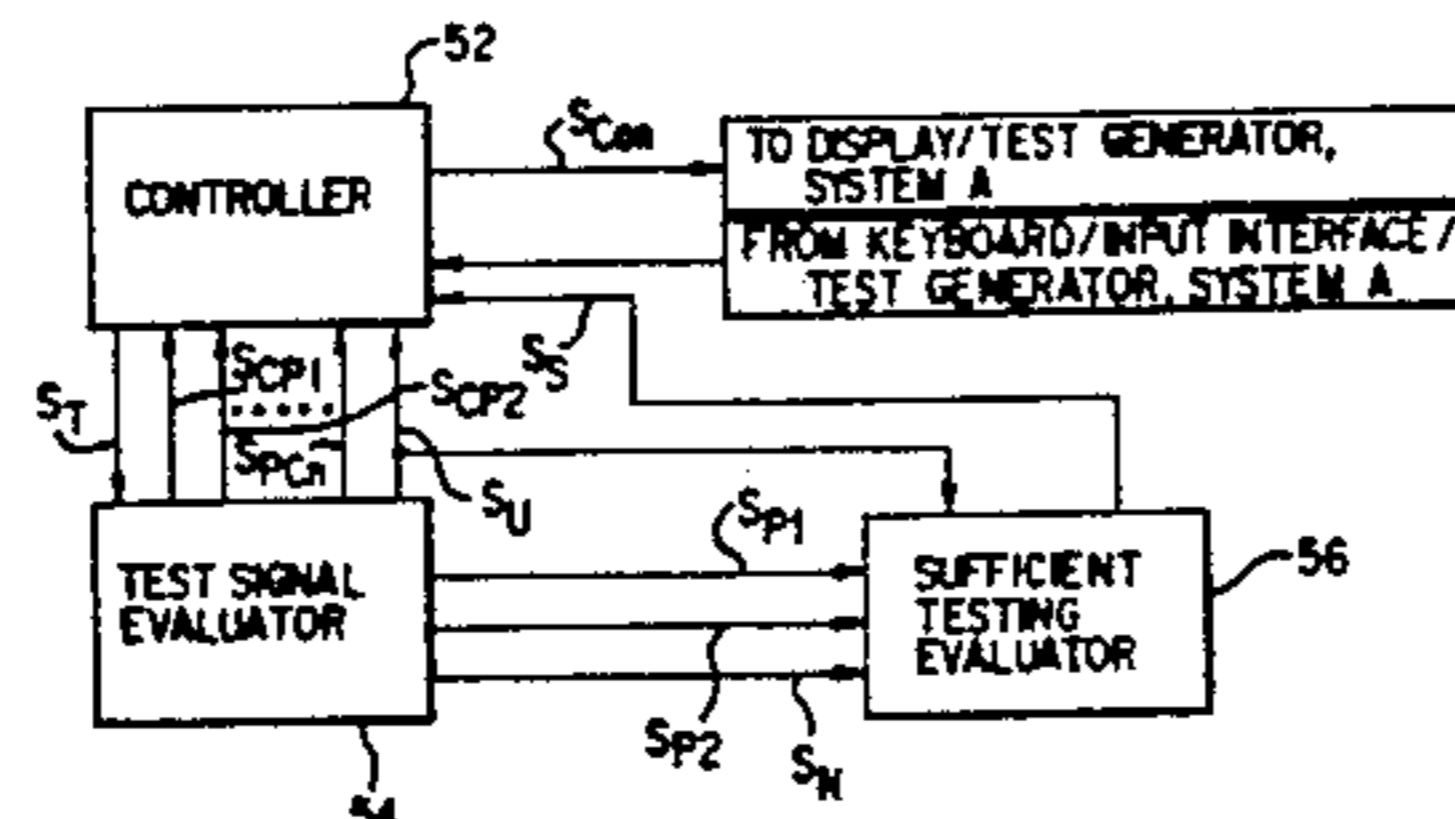 52
SCon
TO DISPLAY/TEST GENERATOR,
SYSTEM A
CONTROLLER
FROM KEYBOARD/INPUT INTERFACE/
TEST GENERATOR, SYSTEM A
SS
ST
SCP1
SCP2
.....
SPCn
SU
SP1
TEST SIGNAL
EVALUATOR
SUFFICIENT
TESTING
EVALUATOR
56
SP2
SN
54